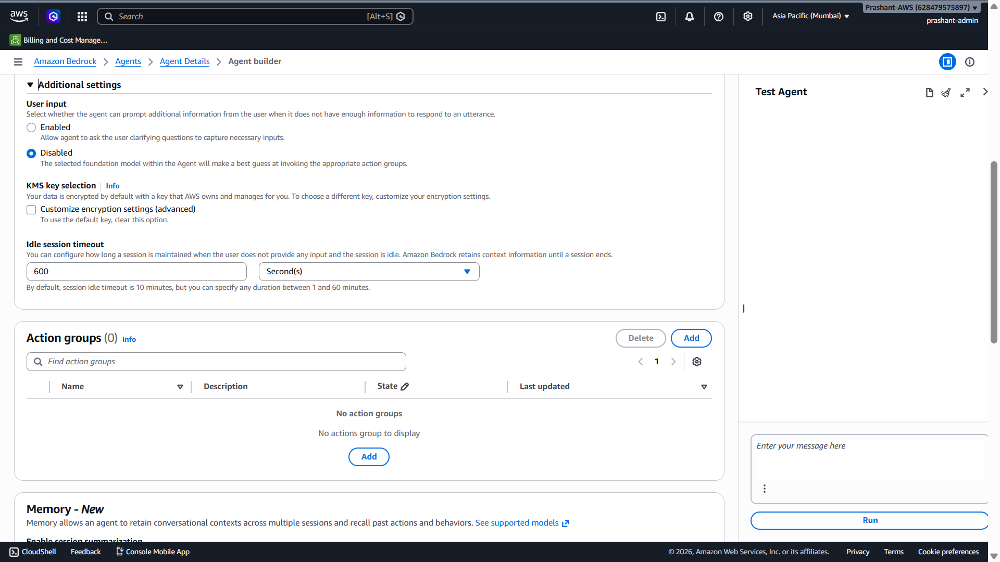 aws
Search [Alt+S]
Asia Pacific (Mumbai)
Prashant-AWS (628479575897)
prashant-admin
Billing and Cost Manage...
Amazon Bedrock
Agents
Agent Details
Agent builder
Additional settings
User input
Select whether the agent can prompt additional information from the user when it does not have enough information to respond to an utterance.
Enabled
Allow agent to ask the user clarifying questions to capture necessary inputs.
Disabled
The selected foundation model within the Agent will make a best guess at invoking the appropriate action groups.
KMS key selection Info
Your data is encrypted by default with a key that AWS owns and manages for you. To choose a different key, customize your encryption settings.
Customize encryption settings (advanced)
To use the default key, clear this option.
Idle session timeout
You can configure how long a session is maintained when the user does not provide any input and the session is idle. Amazon Bedrock retains context information until a session ends.
600 Second(s)
By default, session idle timeout is 10 minutes, but you can specify any duration between 1 and 60 minutes.
Action groups (0) Info
Delete Add
Find action groups
1
Name Description State Last updated
No action groups
No actions group to display
Add
Memory - New
Memory allows an agent to retain conversational contexts across multiple sessions and recall past actions and behaviors. See supported models
Enable session summarization
Test Agent
Enter your message here
Run
CloudShell Feedback Console Mobile App
© 2026, Amazon Web Services, Inc. or its affiliates. Privacy Terms Cookie preferences